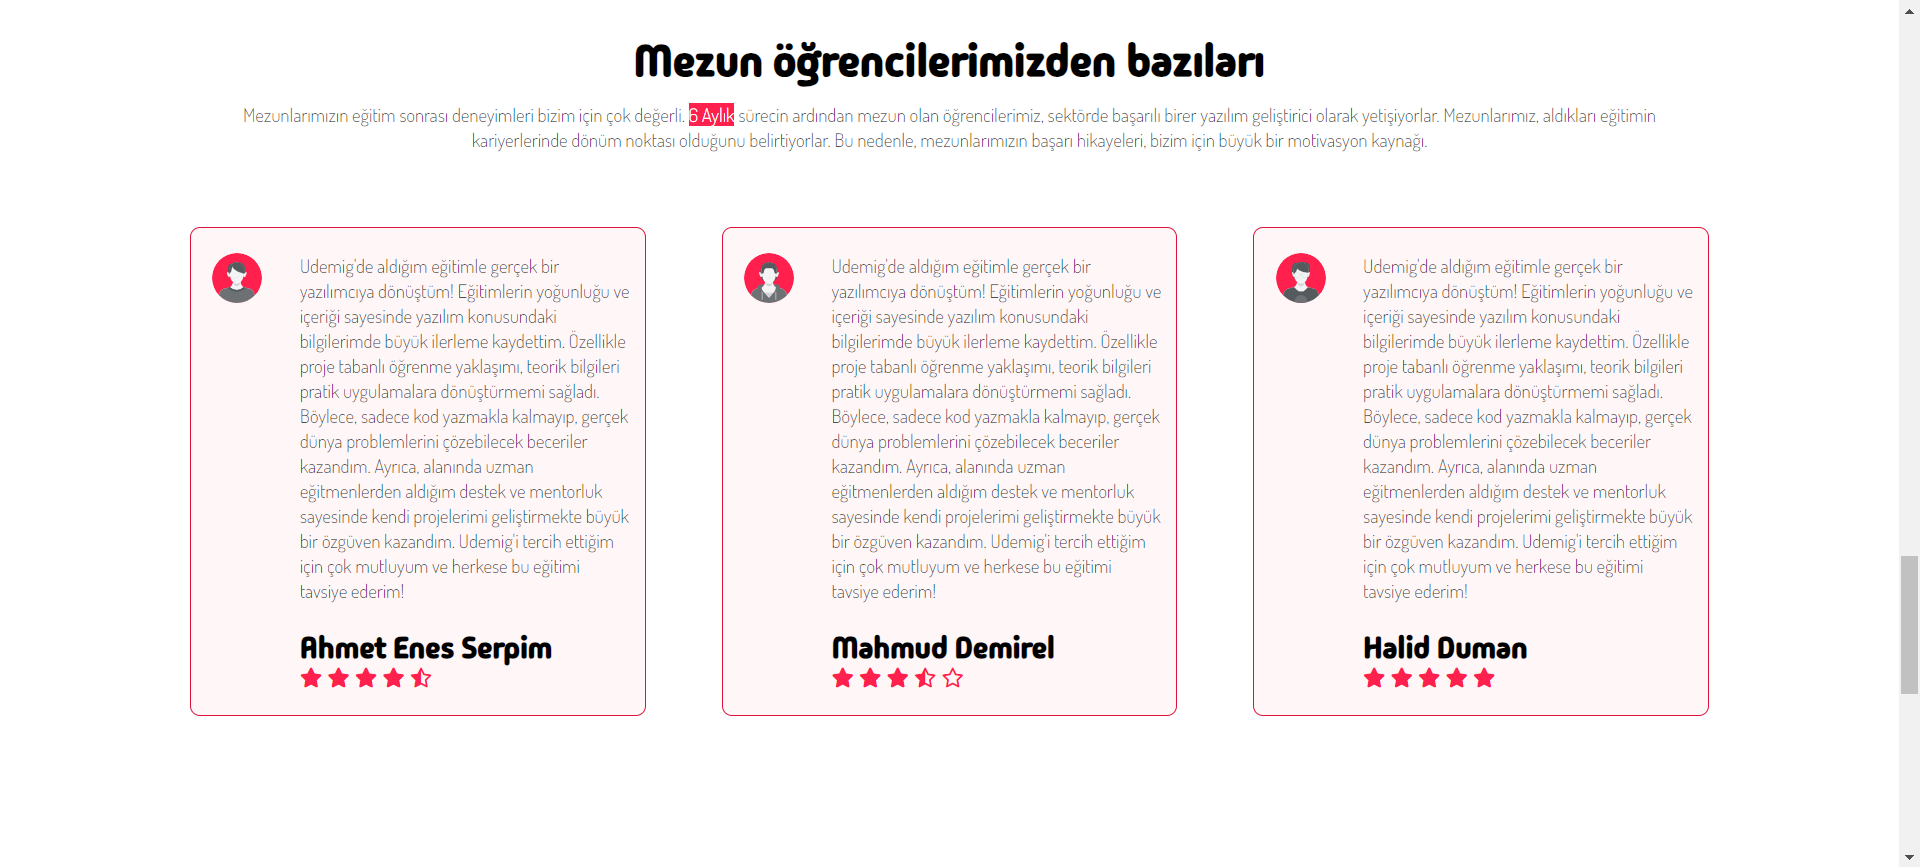 Mezun öğrencilerimizden bazıları
Mezunlarımızın eğitim sonrası deneyimleri bizim için çok değerli. 6 Aylık sürecin ardından mezun olan öğrencilerimiz, sektörde başarılı birer yazılım geliştirici olarak yetişiyorlar. Mezunlarımız, aldıkları eğitimin
kariyerlerinde dönüm noktası olduğunu belirtiyorlar. Bu nedenle, mezunlarımızın başarı hikayeleri, bizim için büyük bir motivasyon kaynağı.
Udemig'de aldığım eğitimle gerçek bir
yazılımcıya dönüştüm! Eğitimlerin yoğunluğu ve
içeriği sayesinde yazılım konusundaki
bilgilerimde büyük ilerleme kaydettim. Özellikle
proje tabanlı öğrenme yaklaşımı, teorik bilgileri
pratik uygulamalara dönüştürmemi sağladı.
Böylece, sadece kod yazmakla kalmayıp, gerçek
dünya problemlerini çözebilecek beceriler
kazandım. Ayrıca, alanında uzman
eğitmenlerden aldığım destek ve mentorluk
sayesinde kendi projelerimi geliştirmekte büyük
bir özgüven kazandım. Udemig'i tercih ettiğim
için çok mutluyum ve herkese bu eğitimi
tavsiye ederim!
Ahmet Enes Serpim
Udemig'de aldığım eğitimle gerçek bir
yazılımcıya dönüştüm! Eğitimlerin yoğunluğu ve
içeriği sayesinde yazılım konusundaki
bilgilerimde büyük ilerleme kaydettim. Özellikle
proje tabanlı öğrenme yaklaşımı, teorik bilgileri
pratik uygulamalara dönüştürmemi sağladı.
Böylece, sadece kod yazmakla kalmayıp, gerçek
dünya problemlerini çözebilecek beceriler
kazandım. Ayrıca, alanında uzman
eğitmenlerden aldığım destek ve mentorluk
sayesinde kendi projelerimi geliştirmekte büyük
bir özgüven kazandım. Udemig'i tercih ettiğim
için çok mutluyum ve herkese bu eğitimi
tavsiye ederim!
Mahmud Demirel
Udemig'de aldığım eğitimle gerçek bir
yazılımcıya dönüştüm! Eğitimlerin yoğunluğu ve
içeriği sayesinde yazılım konusundaki
bilgilerimde büyük ilerleme kaydettim. Özellikle
proje tabanlı öğrenme yaklaşımı, teorik bilgileri
pratik uygulamalara dönüştürmemi sağladı.
Böylece, sadece kod yazmakla kalmayıp, gerçek
dünya problemlerini çözebilecek beceriler
kazandım. Ayrıca, alanında uzman
eğitmenlerden aldığım destek ve mentorluk
sayesinde kendi projelerimi geliştirmekte büyük
bir özgüven kazandım. Udemig'i tercih ettiğim
için çok mutluyum ve herkese bu eğitimi
tavsiye ederim!
Halid Duman